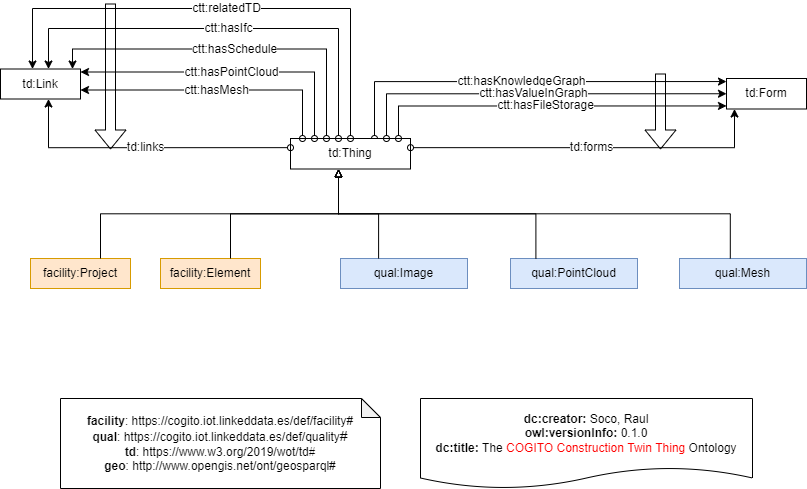 ctt:relatedTD
ctt:hasIfc
ctt:hasSchedule
ctt:hasPointCloud
ctt:hasMesh
td:Link
ctt:hasKnowledgeGraph
ctt:hasValueInGraph
ctt:hasFileStorage
td:Form
td:links
td:Thing
td:forms
facility:Project
facility:Element
qual:Image
qual:PointCloud
qual:Mesh
facility: https://cogito.iot.linkeddata.es/def/facility#
qual: https://cogito.iot.linkeddata.es/def/quality#
td: https://www.w3.org/2019/wot/td#
geo: http://www.opengis.net/ont/geosparql#
dc:creator: Soco, Raul
owl:versionInfo: 0.1.0
dc:title: The COGITO Construction Twin Thing Ontology